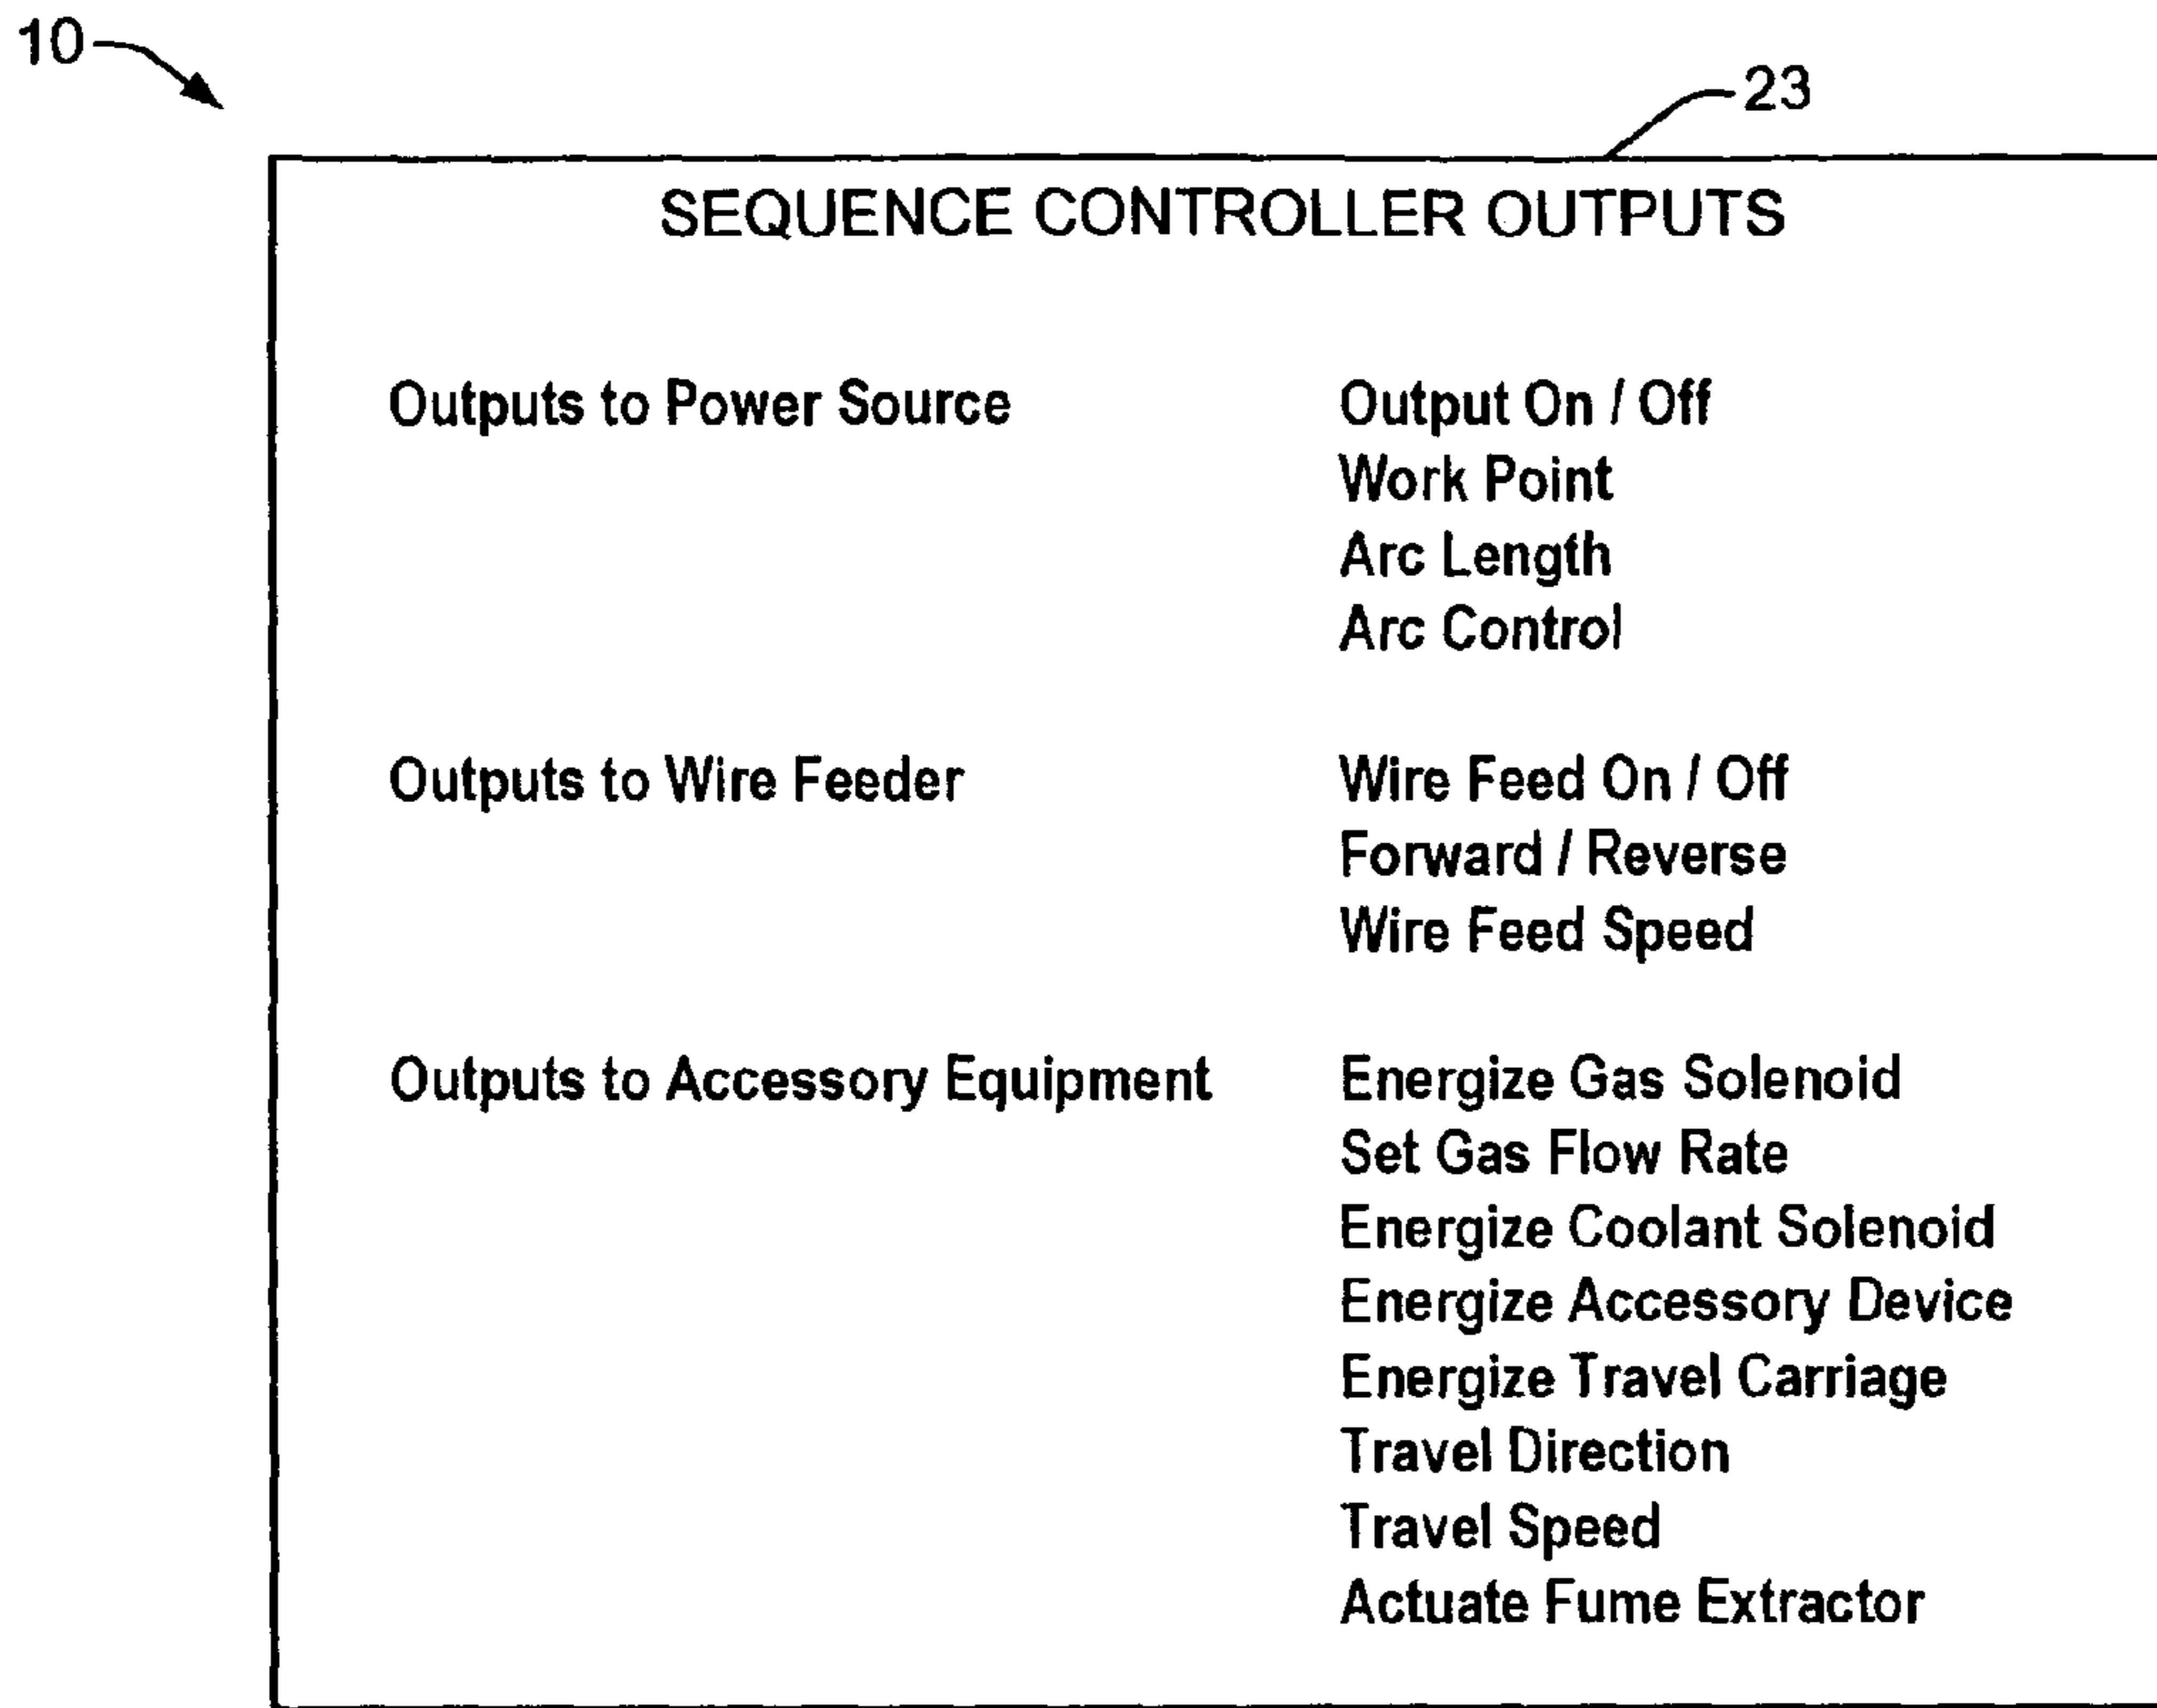 10
23
SEQUENCE CONTROLLER OUTPUTS
Outputs to Power Source Output On / Off
Work Point
Arc Length
Arc Control
Outputs to Wire Feeder Wire Feed On / Off
Forward / Reverse
Wire Feed Speed
Outputs to Accessory Equipment Energize Gas Solenoid
Set Gas Flow Rate
Energize Coolant Solenoid
Energize Accessory Device
Energize Travel Carriage
Travel Direction
Travel Speed
Actuate Fume Extractor